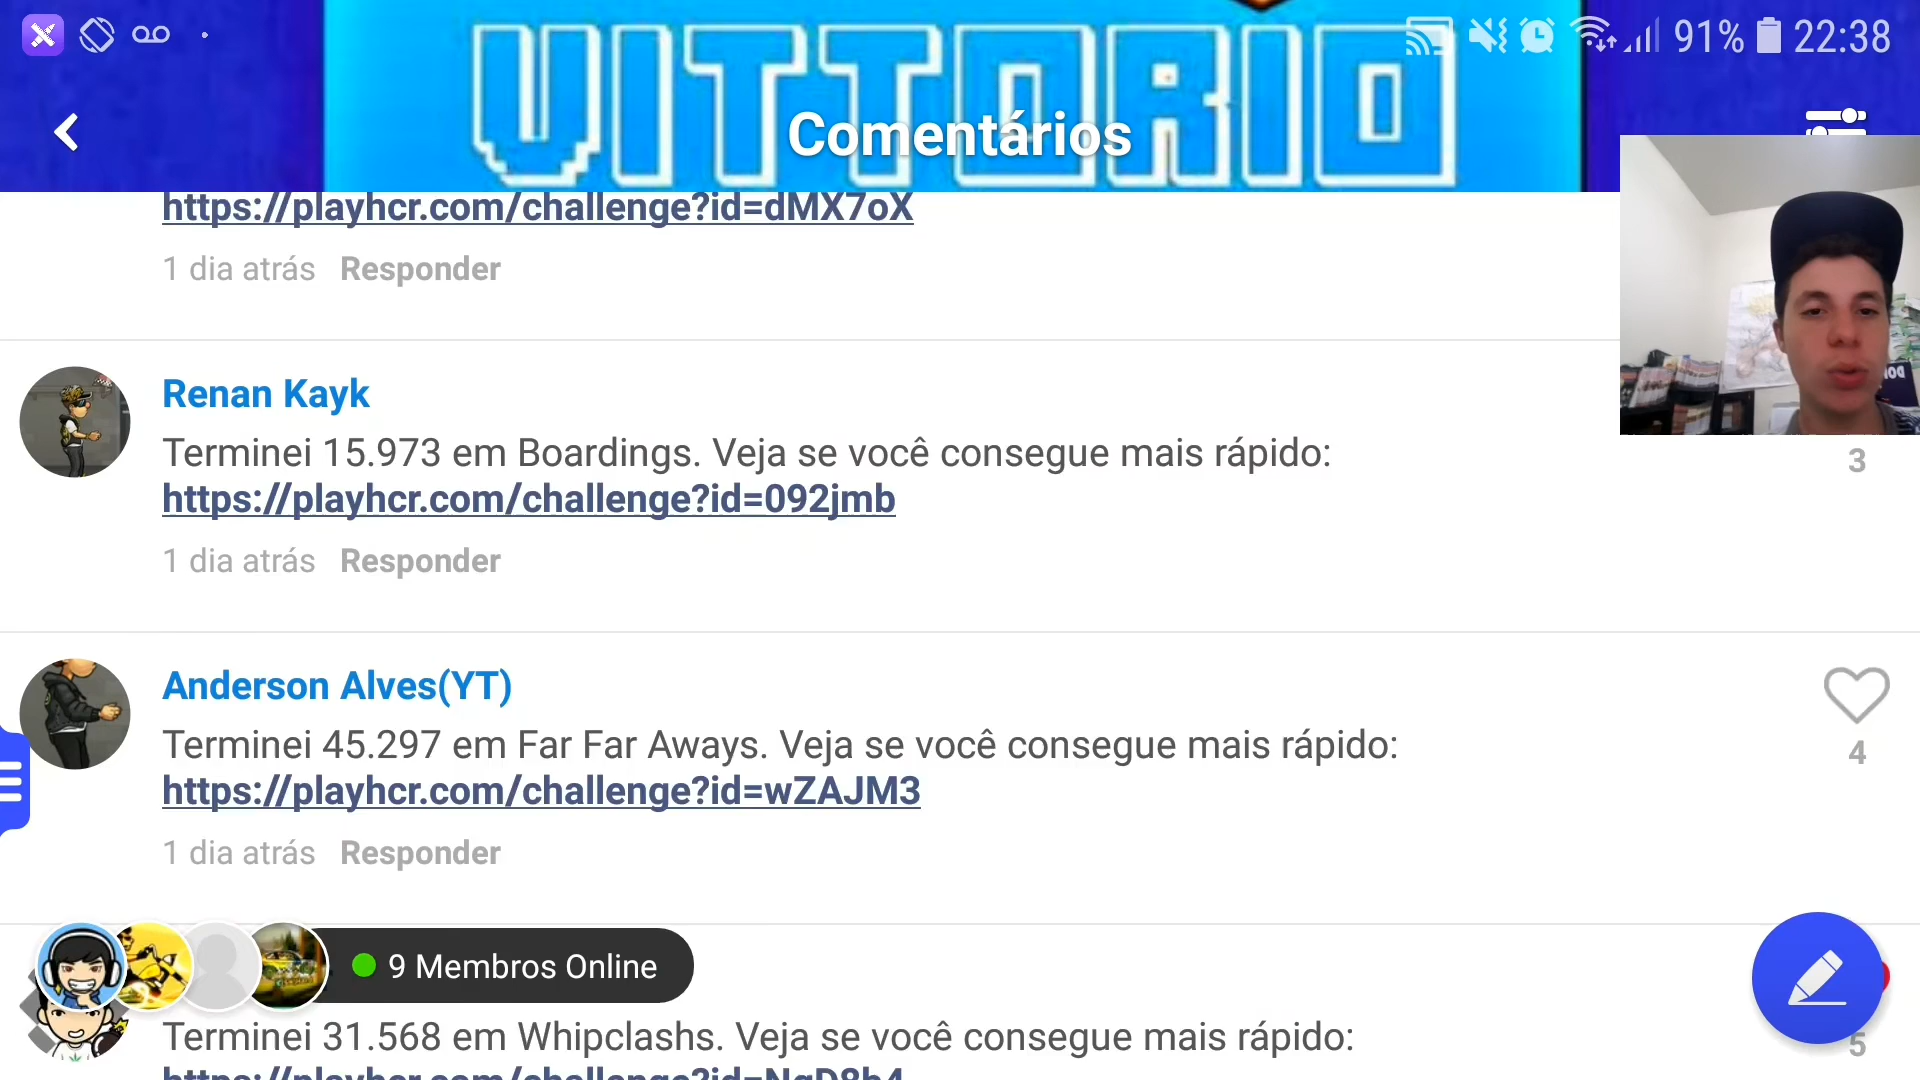 VITTORIO
91% 22:38
Comentários
https://playhcr.com/challenge?id=dMX7oX
1 dia atrás Responder
Renan Kayk
Terminei 15.973 em Boardings. Veja se você consegue mais rápido:
3
https://playhcr.com/challenge?id=092jmb
1 dia atrás Responder
Anderson Alves(YT)
Terminei 45.297 em Far Far Aways. Veja se você consegue mais rápido:
4
https://playhcr.com/challenge?id=wZAJM3
1 dia atrás Responder
9 Membros Online
Terminei 31.568 em Whipclashs. Veja se você consegue mais rápido:
5